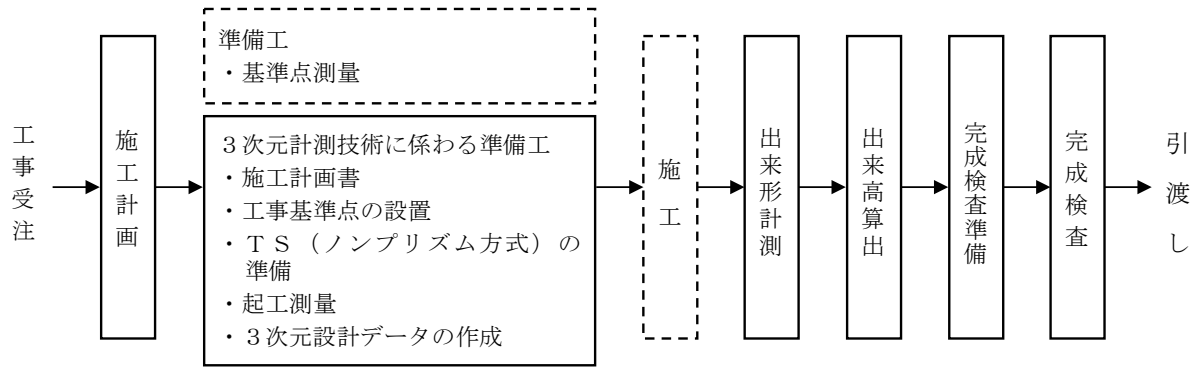 工事受注
施工計画
準備工
・基準点測量
３次元計測技術に係わる準備工
・施工計画書
・工事基準点の設置
・ＴＳ（ノンプリズム方式）の
準備
・起工測量
・３次元設計データの作成
施工
出来形計測
出来高算出
完成検査準備
完成検査
引渡し